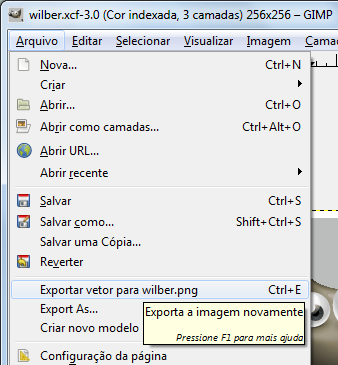 wilber.xcf-3.0 (Cor indexada, 3 camadas) 256x256 – GIMP
Arquivo Editar Selecionar Visualizar Imagem Camad
Nova... Ctrl+N
Criar
Abrir... Ctrl+O
Abrir como camadas... Ctrl+Alt+O
Abrir URL...
Abrir recente
Salvar Ctrl+S
Salvar como... Shift+Ctrl+S
Salvar uma Cópia...
Reverter
Exportar vetor para wilber.png Ctrl+E
Export As...
Criar novo modelo
Exporta a imagem novamente
Pressione F1 para mais ajuda
Configuração da página